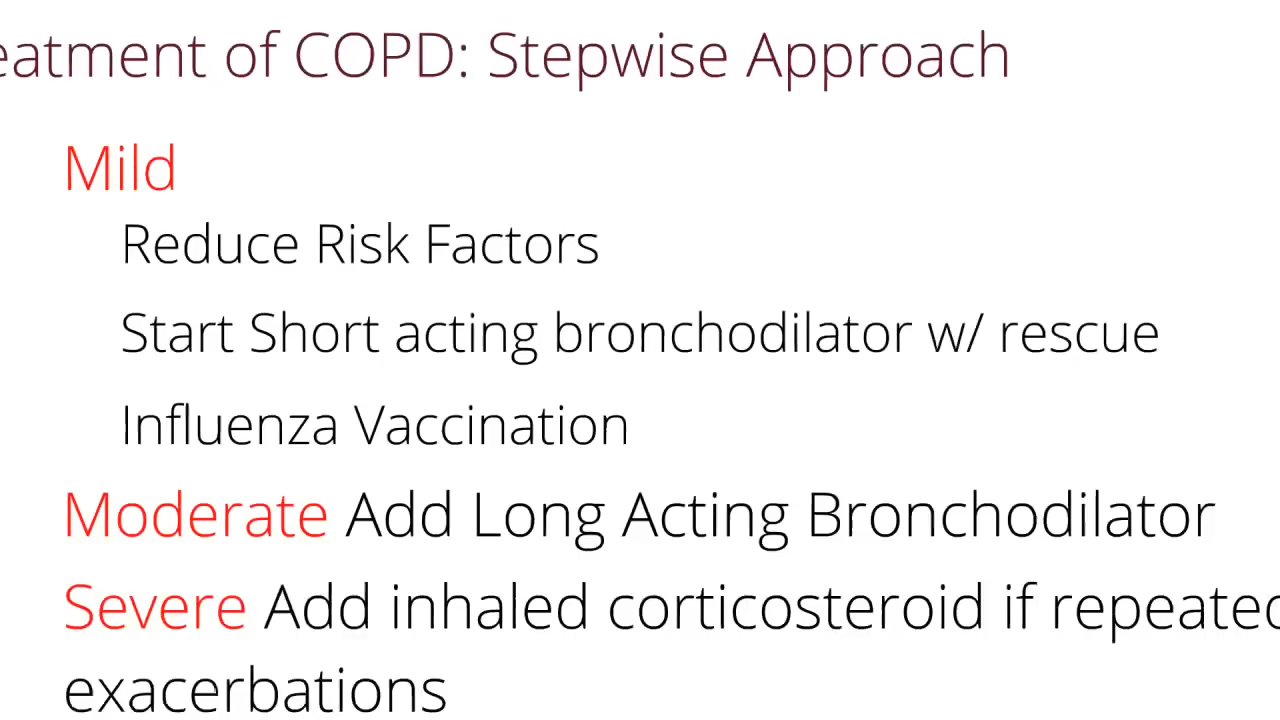 eatment of COPD: Stepwise Approach
Mild
Reduce Risk Factors
Start Short acting bronchodilator w/ rescue
Influenza Vaccination
Moderate Add Long Acting Bronchodilator
Severe Add inhaled corticosteroid if repeated
exacerbations